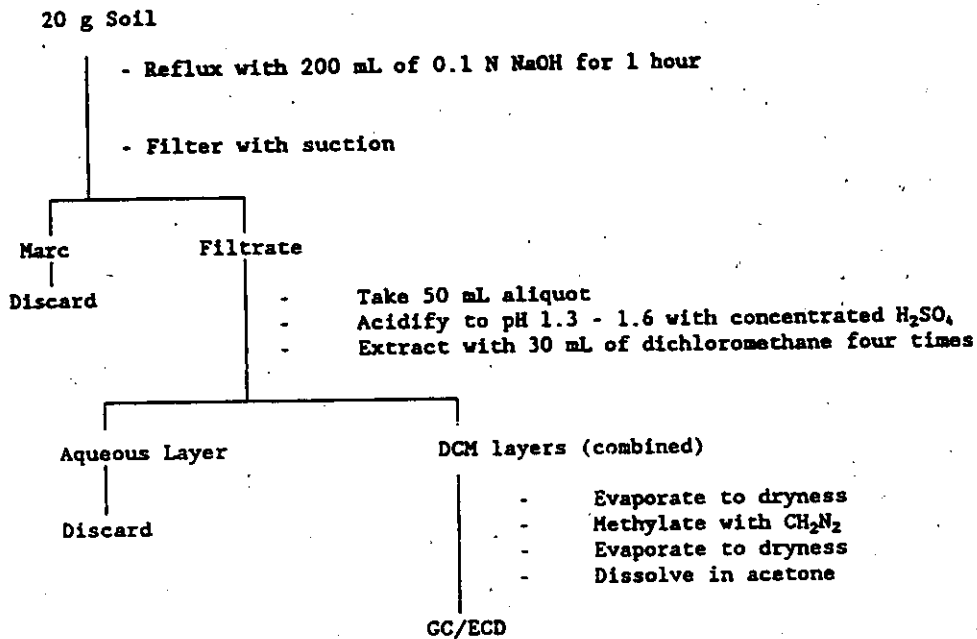 20 g Soil
- Reflux with 200 mL of 0.1 N NaOH for 1 hour
- Filter with suction
Marc Filtrate
Discard
- Take 50 mL aliquot
- Acidify to pH 1.3 - 1.6 with concentrated H₂SO₄
- Extract with 30 mL of dichloromethane four times
Aqueous Layer DCM layers (combined)
Discard
- Evaporate to dryness
- Methylate with CH₂N₂
- Evaporate to dryness
- Dissolve in acetone
GC/ECD